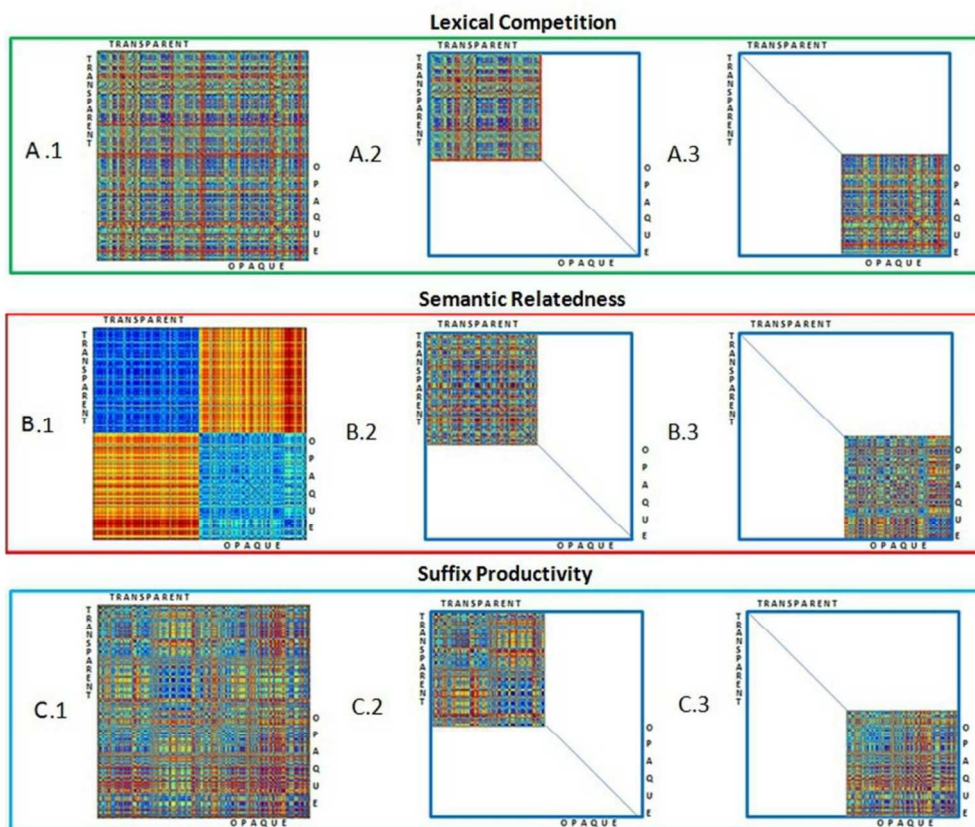 Lexical Competition
TRANSPARENT
TRANSPARENT
TRANSPARENT
TRANSPARENT
TRANSPARENT
TRANSPARENT
A.1
A.2
A.3
OPAQUE
OPAQUE
OPAQUE
OPAQUE
OPAQUE
OPAQUE
Semantic Relatedness
TRANSPARENT
TRANSPARENT
TRANSPARENT
TRANSPARENT
TRANSPARENT
TRANSPARENT
B.1
B.2
B.3
OPAQUE
OPAQUE
OPAQUE
OPAQUE
OPAQUE
OPAQUE
Suffix Productivity
TRANSPARENT
TRANSPARENT
TRANSPARENT
TRANSPARENT
TRANSPARENT
TRANSPARENT
C.1
C.2
C.3
OPAQUE
OPAQUE
OPAQUE
OPAQUE
OPAQUE
OPAQUE